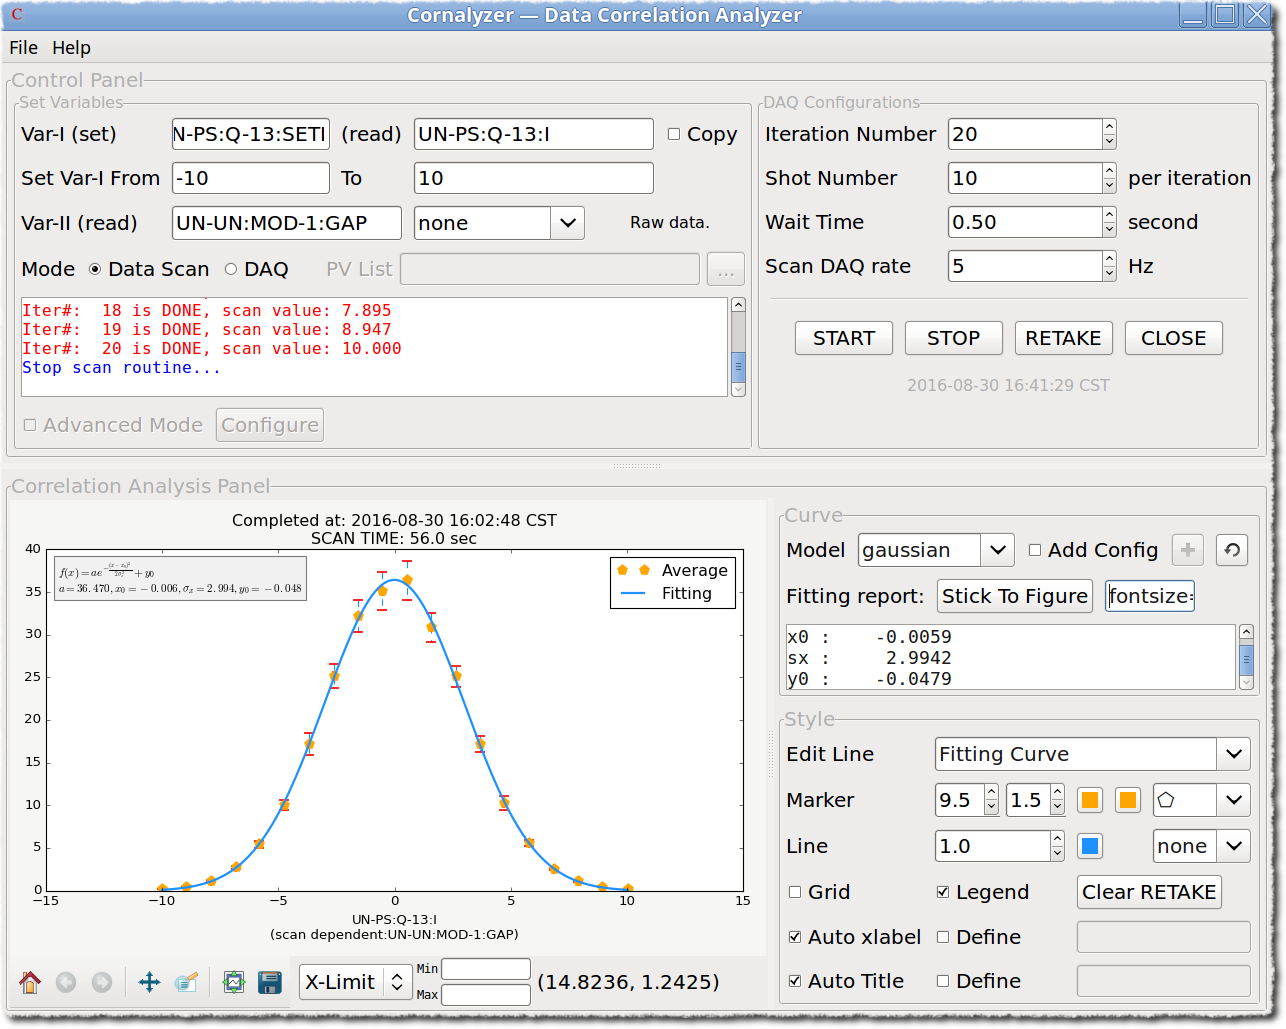 C Cornalyzer — Data Correlation Analyzer
File Help
Control Panel
Set Variables
Var-I (set) N-PS:Q-13:SETI (read) UN-PS:Q-13:I Copy
Set Var-I From -10 To 10
Var-II (read) UN-UN:MOD-1:GAP none Raw data.
Mode Data Scan DAQ PV List ...
Iter#: 18 is DONE, scan value: 7.895
Iter#: 19 is DONE, scan value: 8.947
Iter#: 20 is DONE, scan value: 10.000
Stop scan routine...
Advanced Mode Configure
DAQ Configurations
Iteration Number 20
Shot Number 10 per iteration
Wait Time 0.50 second
Scan DAQ rate 5 Hz
START STOP RETAKE CLOSE
2016-08-30 16:41:29 CST
Correlation Analysis Panel
Completed at: 2016-08-30 16:02:48 CST
SCAN TIME: 56.0 sec
f(x) = ae^{-\frac{(x-x_0)^2}{2σ_x^2}} + y_0
a = 36.470, x_0 = -0.006, σ_x = 2.994, y_0 = -0.048
Average
Fitting
40
35
30
25
20
15
10
5
0
−15 −10 −5 0 5 10 15
UN-PS:Q-13:I
(scan dependent:UN-UN:MOD-1:GAP)
X-Limit Min
Max
(14.8236, 1.2425)
Curve
Model gaussian Add Config
Fitting report: Stick To Figure fontsize=
x0 : -0.0059
sx : 2.9942
y0 : -0.0479
Style
Edit Line Fitting Curve
Marker 9.5 1.5
Line 1.0 none
Grid Legend Clear RETAKE
Auto xlabel Define
Auto Title Define